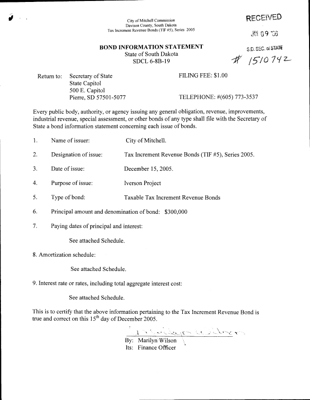 City of Mitchell Commission
Davison County, South Dakota
Tax Increment Revenue Bonds (TIF #5), Series 2005
RECEIVED
BOND INFORMATION STATEMENT
State of South Dakota
SDCL 6-8B-19
# 1510742
Return to: Secretary of State
State Capitol
500 E. Capitol
Pierre, SD 57501-5077
FILING FEE: $1.00
TELEPHONE: #(605) 773-3537
Every public body, authority, or agency issuing any general obligation, revenue, improvements,
industrial revenue, special assessment, or other bonds of any type shall file with the Secretary of
State a bond information statement concerning each issue of bonds.
1. Name of issuer: City of Mitchell.
2. Designation of issue: Tax Increment Revenue Bonds (TIF #5), Series 2005.
3. Date of issue: December 15, 2005.
4. Purpose of issue: Iverson Project
5. Type of bond: Taxable Tax Increment Revenue Bonds
6. Principal amount and denomination of bond: $300,000
7. Paying dates of principal and interest:
See attached Schedule.
8. Amortization schedule:
See attached Schedule.
9. Interest rate or rates, including total aggregate interest cost:
See attached Schedule.
This is to certify that the above information pertaining to the Tax Increment Revenue Bond is
true and correct on this 15th day of December 2005.
By: Marilyn Wilson
Its: Finance Officer